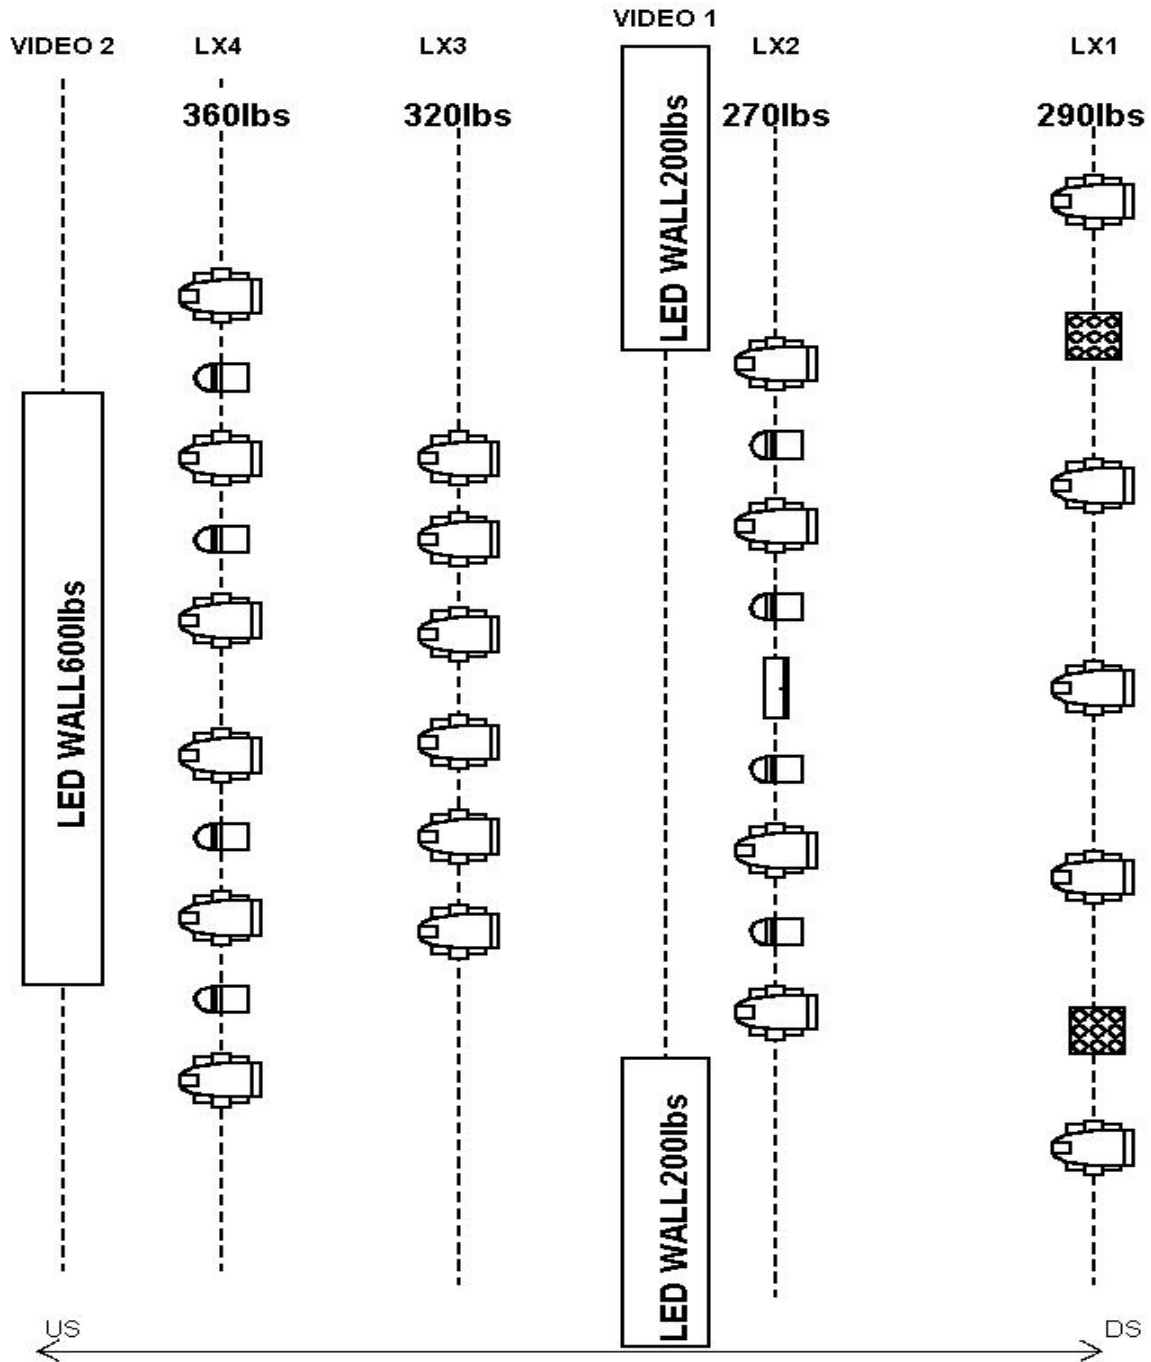 VIDEO 1
VIDEO 2
LX4
LX3
LX2
LX1
360lbs
320lbs
270lbs
290lbs
LED WALL200lbs
LED WALL600lbs
LED WALL200lbs
US
DS